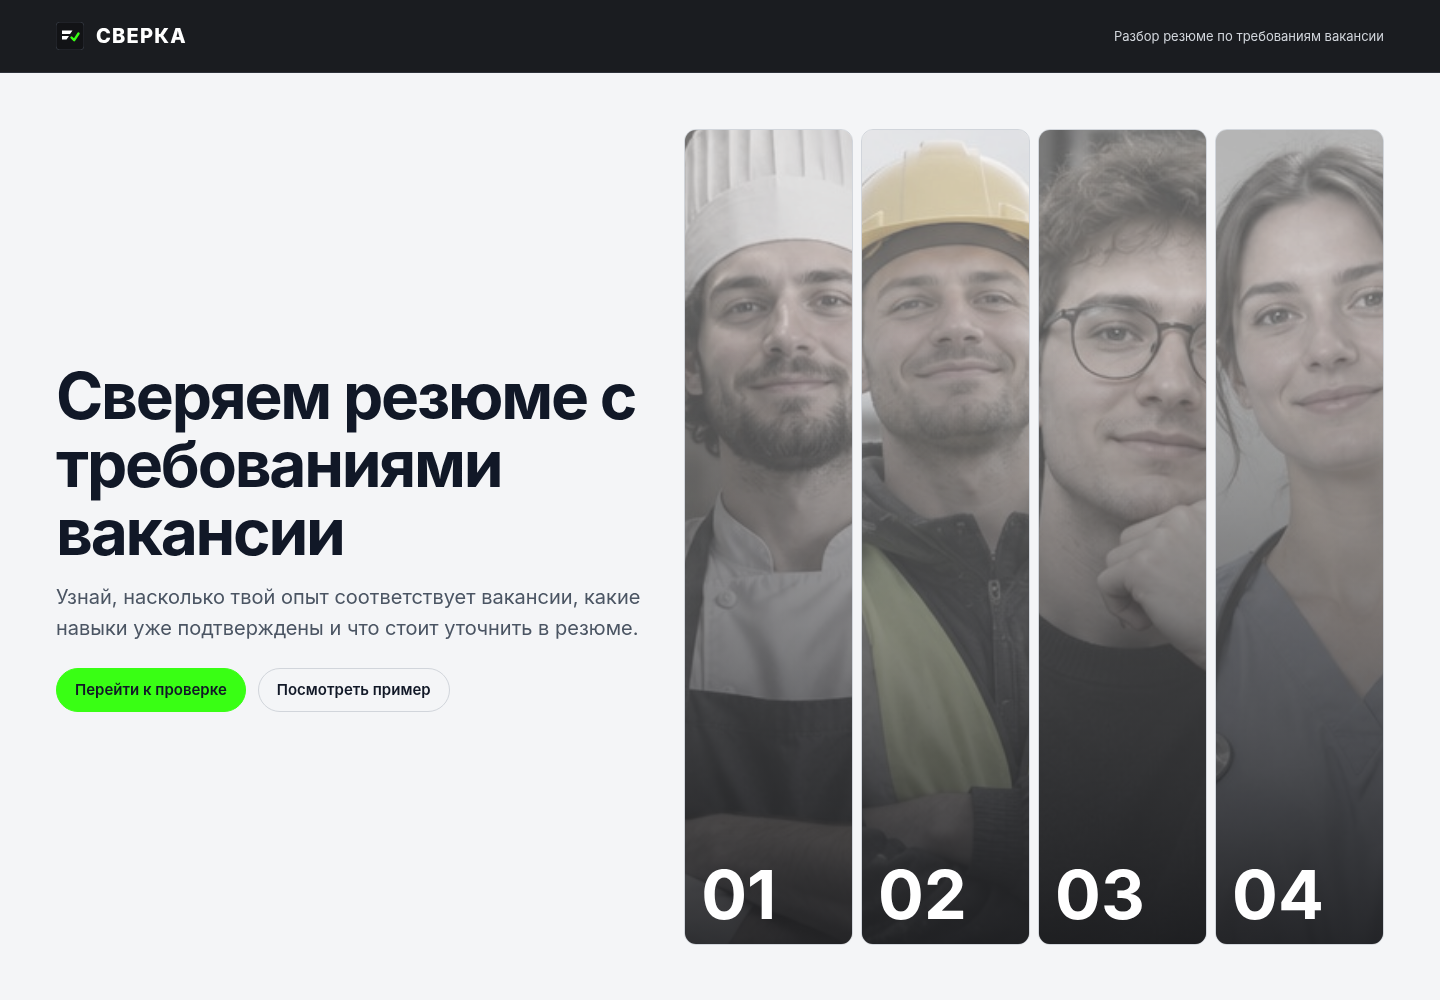 СВЕРКА
Разбор резюме по требованиям вакансии
Сверяем резюме с
требованиями
вакансии
Узнай, насколько твой опыт соответствует вакансии, какие
навыки уже подтверждены и что стоит уточнить в резюме.
Перейти к проверке
Посмотреть пример
01
02
03
04